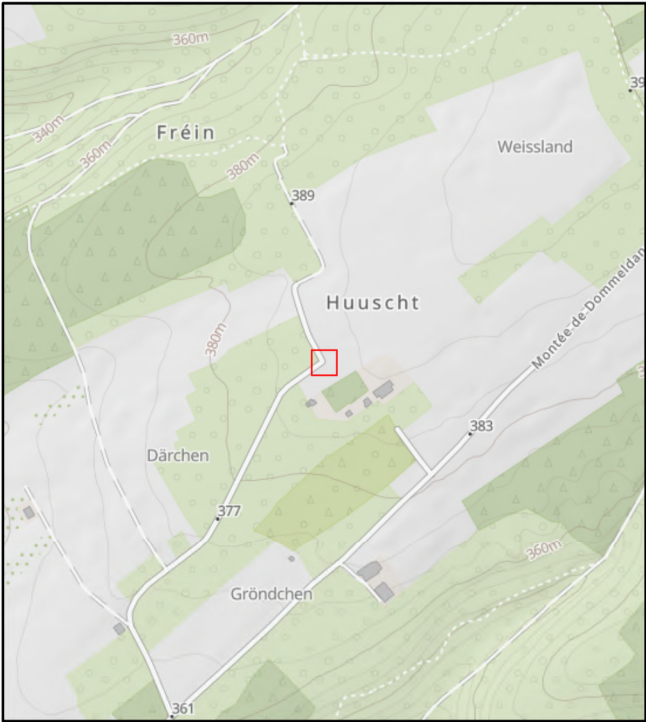 360m
39
340m
Fréin
360m
Weissland
380m
389
Huuscht
Montée de Dommeldan
380m
383
Därchen
377
360m
Gröndchen
361